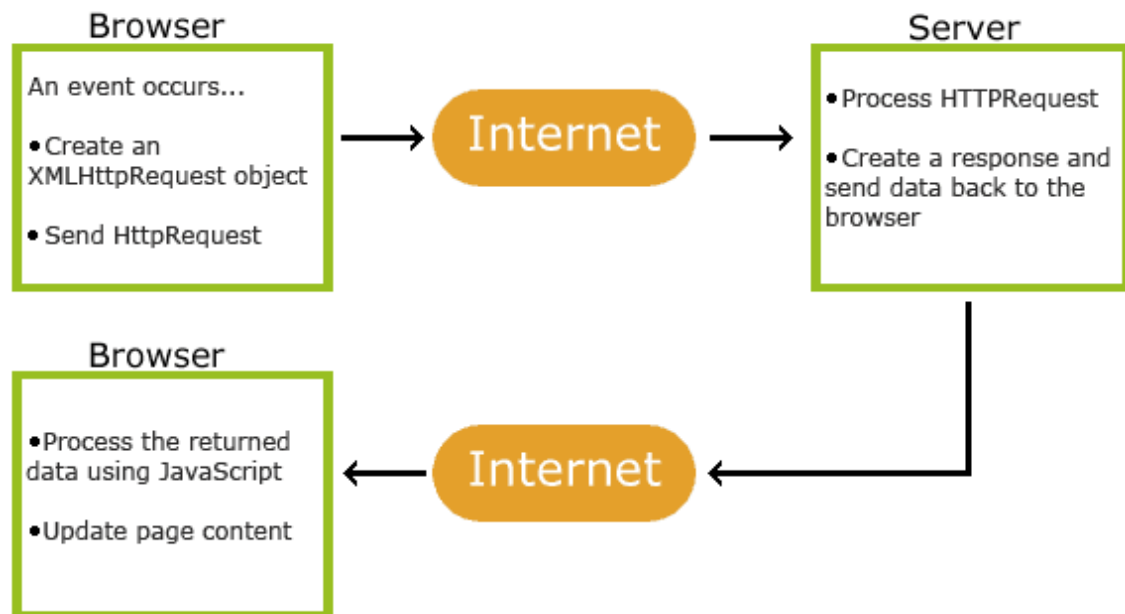 Browser
An event occurs...
•Create an
XMLHttpRequest object
• Send HttpRequest
Internet
Server
•Process HTTPRequest
•Create a response and
send data back to the
browser
Browser
•Process the returned
data using JavaScript
•Update page content
Internet